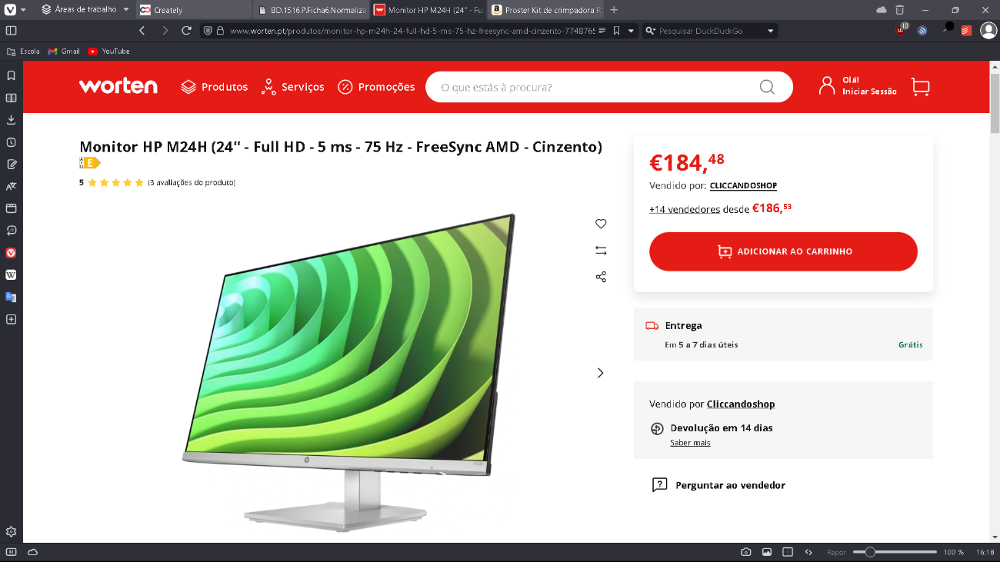 Áreas de trabalho
Creately
BD.1516.P.Ficha6.Normaliza
Monitor HP M24H (24" - Fu
Proster Kit de crimpadora R
www.worten.pt/produtos/monitor-hp-m24h-24-full-hd-5-ms-75-hz-freesync-amd-cinzento-7748765
Pesquisar DuckDuckGo
10
Escola
Gmail
YouTube
worten
Produtos
Serviços
Promoções
O que estás à procura?
Olá!
Iniciar Sessão
Monitor HP M24H (24'' - Full HD - 5 ms - 75 Hz - FreeSync AMD - Cinzento)
A
G
E
5
(3 avaliações do produto)
€184,48
Vendido por: CLICCANDOSHOP
+14 vendedores desde €186,53
ADICIONAR AO CARRINHO
Entrega
Em 5 a 7 dias úteis
Grátis
Vendido por Cliccandoshop
Devolução em 14 dias
Saber mais
Perguntar ao vendedor
hp
Repor
100 %
16:18